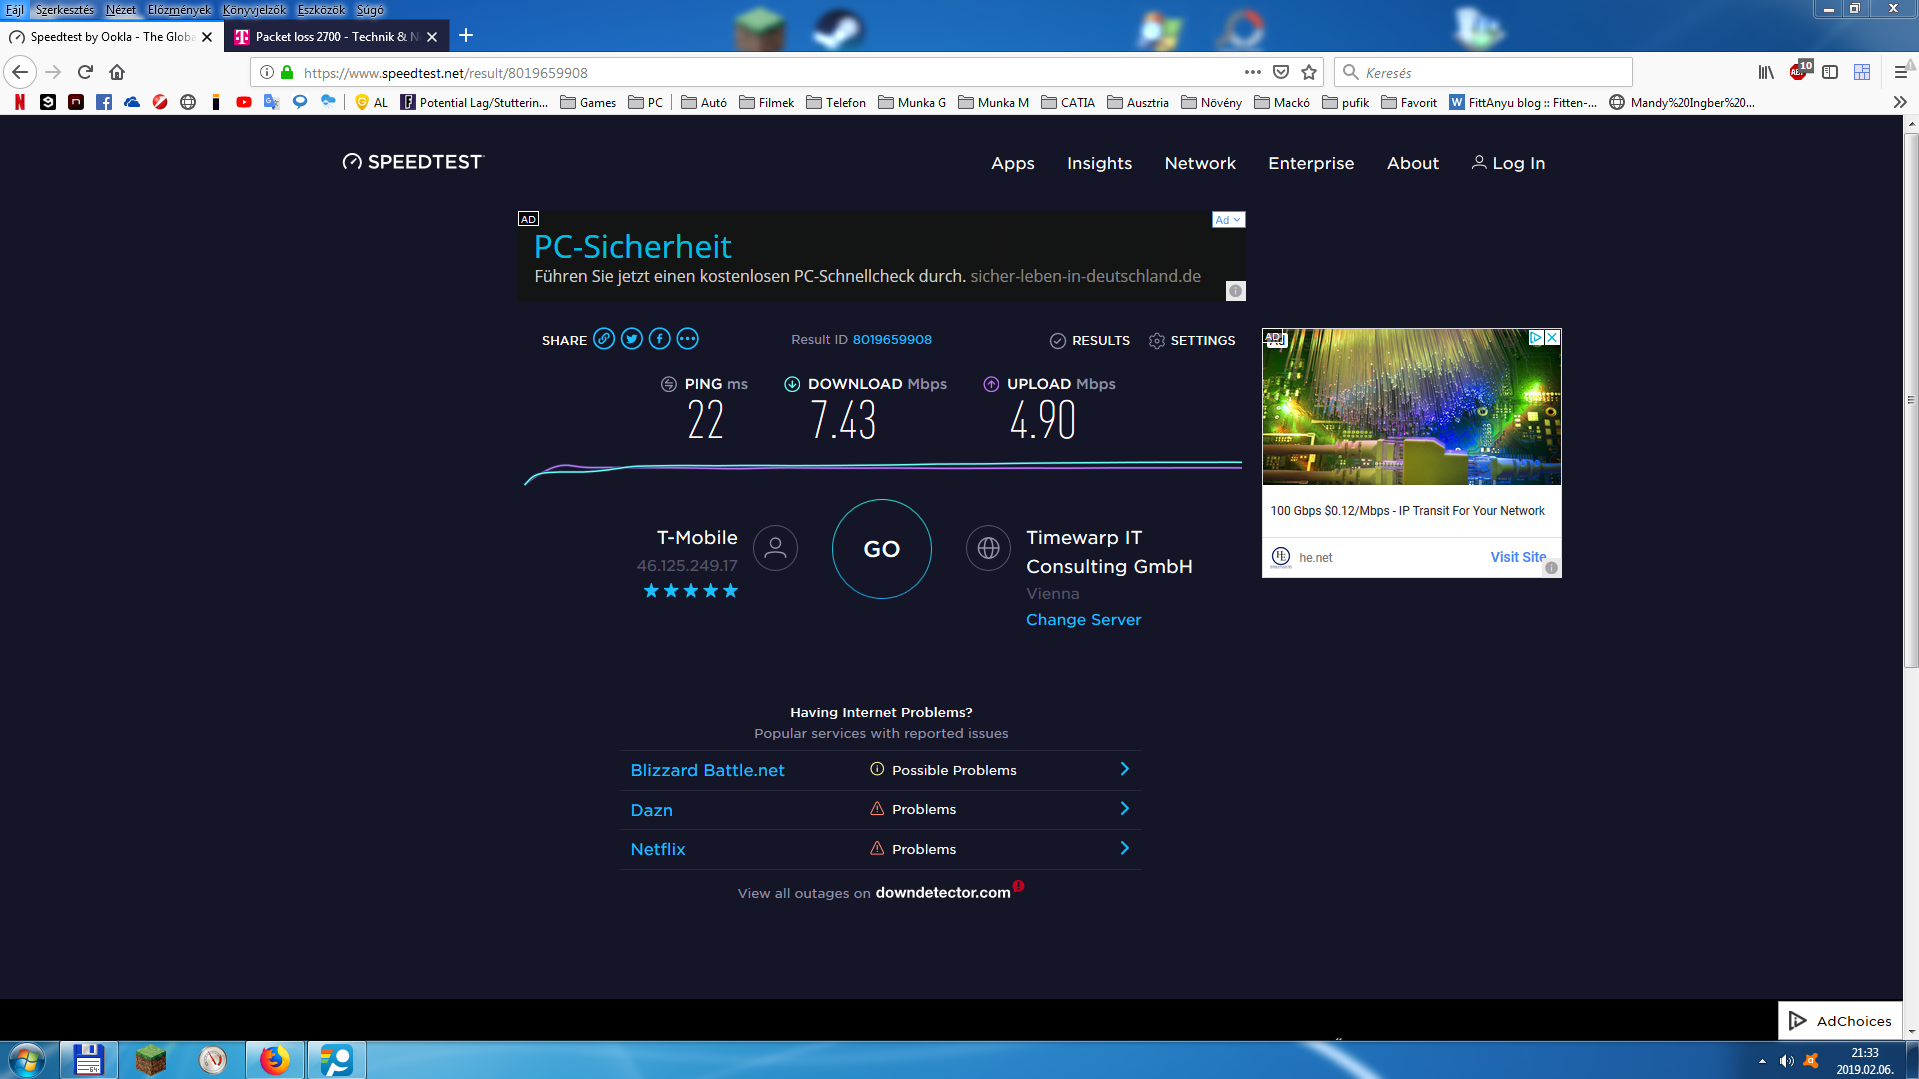 Fájl Szerkesztés Nézet Előzmények Könyvjelzők Eszközök Súgó
Speedtest by Ookla - The Globa
Packet loss 2700 - Technik & N
https://www.speedtest.net/result/8019659908
Keresés
10
AL
Potential Lag/Stutterin...
Games
PC
Autó
Filmek
Telefon
Munka G
Munka M
CATIA
Ausztria
Növény
Mackó
pufik
Favorit
FittAnyu blog :: Fitten-...
Mandy%20Ingber%20...
SPEEDTEST
Apps
Insights
Network
Enterprise
About
Log In
AD
Ad
PC-Sicherheit
Führen Sie jetzt einen kostenlosen PC-Schnellcheck durch. sicher-leben-in-deutschland.de
SHARE
Result ID 8019659908
RESULTS
SETTINGS
AD
PING ms
DOWNLOAD Mbps
UPLOAD Mbps
22
7.43
4.90
100 Gbps $0.12/Mbps - IP Transit For Your Network
HE
he.net
Visit Site
T-Mobile
46.125.249.17
GO
Timewarp IT
Consulting GmbH
Vienna
Change Server
Having Internet Problems?
Popular services with reported issues
Blizzard Battle.net
Possible Problems
Dazn
Problems
Netflix
Problems
View all outages on downdetector.com
AdChoices
64
21:33
2019.02.06.